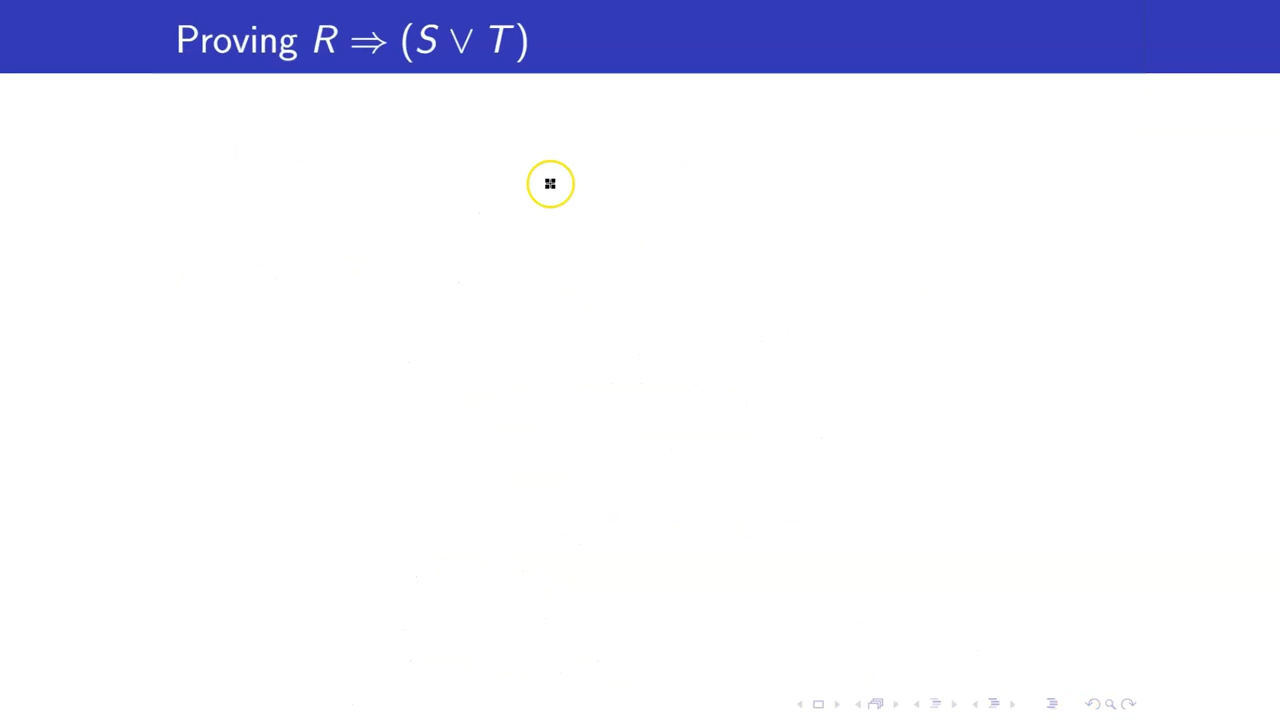 Proving R ⇒ (S ∨ T)